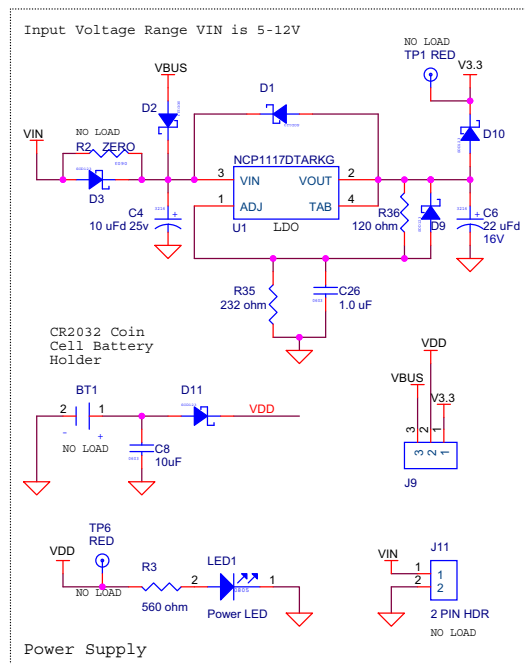 Input Voltage Range VIN is 5-12V
NO LOAD
TP1 RED
VBUS
V3.3
D2
D1
VIN
NO LOAD
R2 ZERO
D10
NCP1117DTARKG
D3
3 VIN VOUT 2
C4
10 uFd 25v
1 ADJ TAB 4
U1 LDO
R36
120 ohm
D9
C6
22 uFd
16V
R35
232 ohm
C26
1.0 uF
CR2032 Coin
Cell Battery
Holder
VDD
BT1
D11
VBUS
2 1
VDD
V3.3
- +
NO LOAD
C8
10uF
3 2 1
3 2 1
J9
TP6
RED
VDD
R3
LED1
VIN
J11
2 1
1 1
2 2
NO LOAD
560 ohm
Power LED
2 PIN HDR
NO LOAD
Power Supply